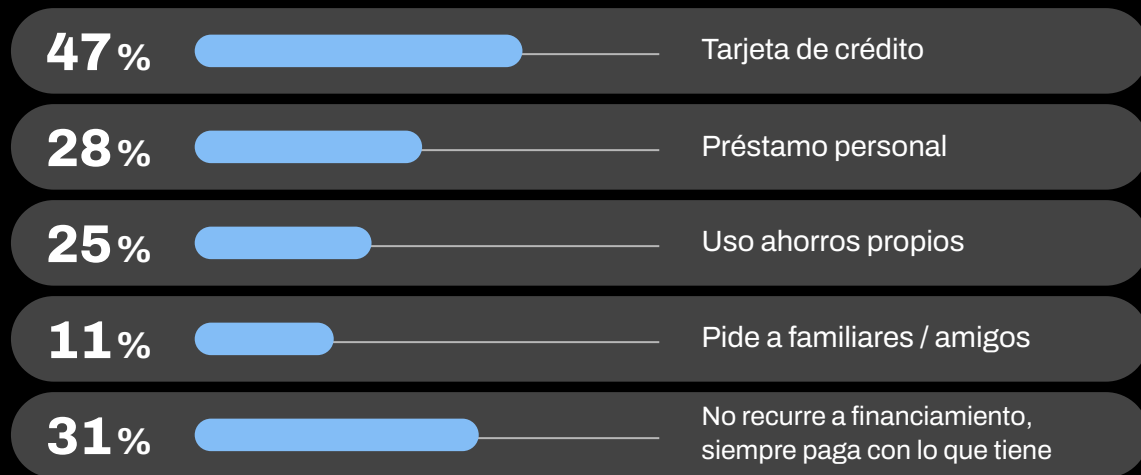 47% Tarjeta de crédito
28% Préstamo personal
25% Uso ahorros propios
11% Pide a familiares / amigos
31% No recurre a financiamiento,
siempre paga con lo que tiene